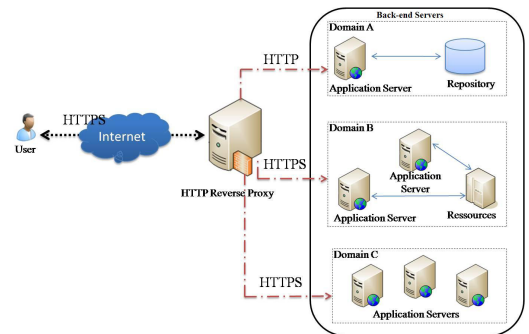 Back-end Servers
Domain A
HTTP
Application Server
Repository
HTTPS
Internet
User
HTTP Reverse Proxy
Domain B
HTTPS
Application
Server
Application Server
Ressources
Domain C
HTTPS
Application Servers